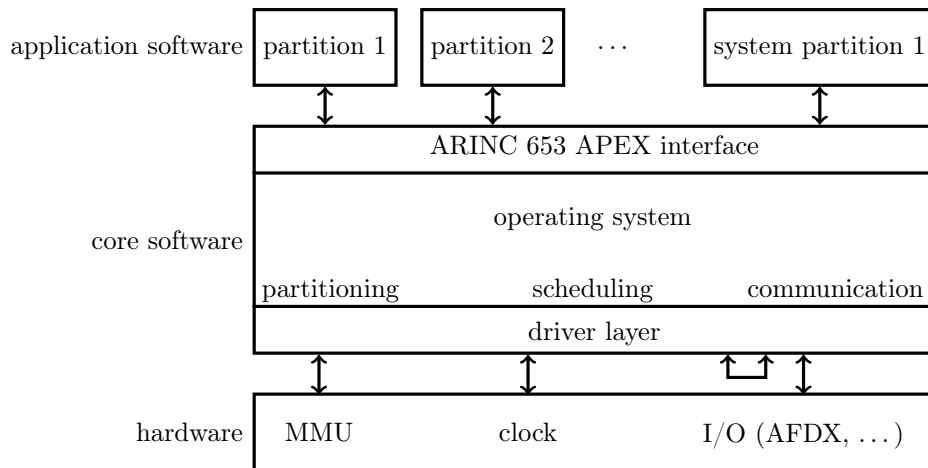 application software partition 1 partition 2 ... system partition 1
ARINC 653 APEX interface
operating system
core software
partitioning scheduling communication
driver layer
hardware MMU clock I/O (AFDX, ...)